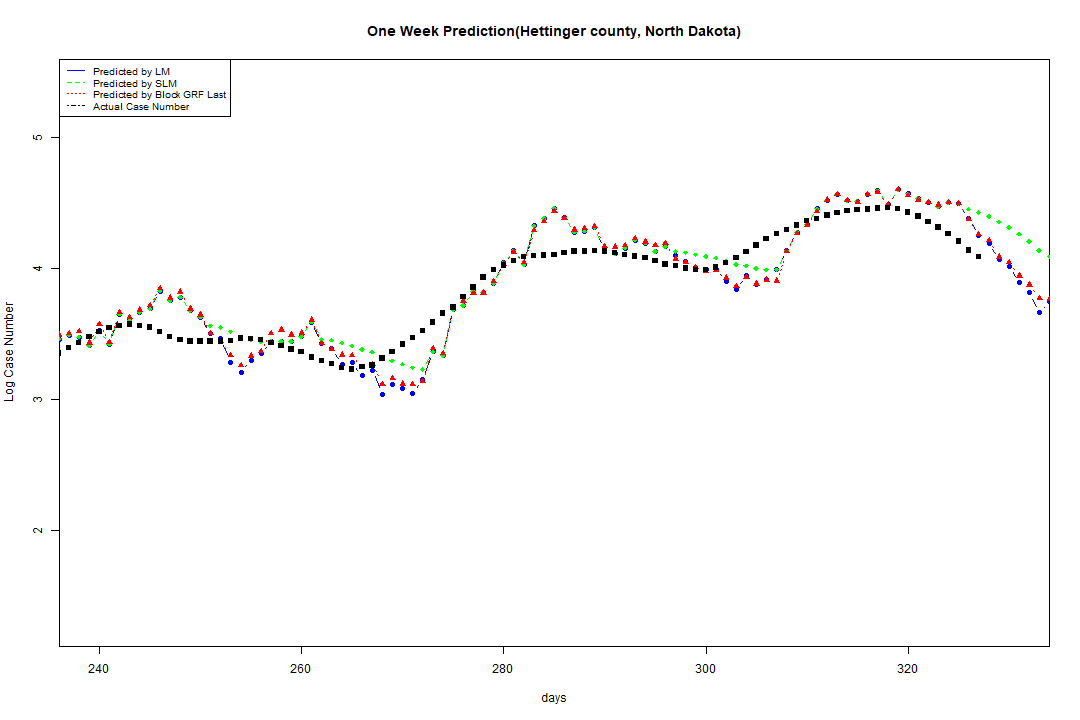 One Week Prediction(Hettinger county, North Dakota)
Predicted by LM
Predicted by SLM
Predicted by Block GRF Last
Actual Case Number
5
4
3
2
Log Case Number
240 260 280 300 320
days